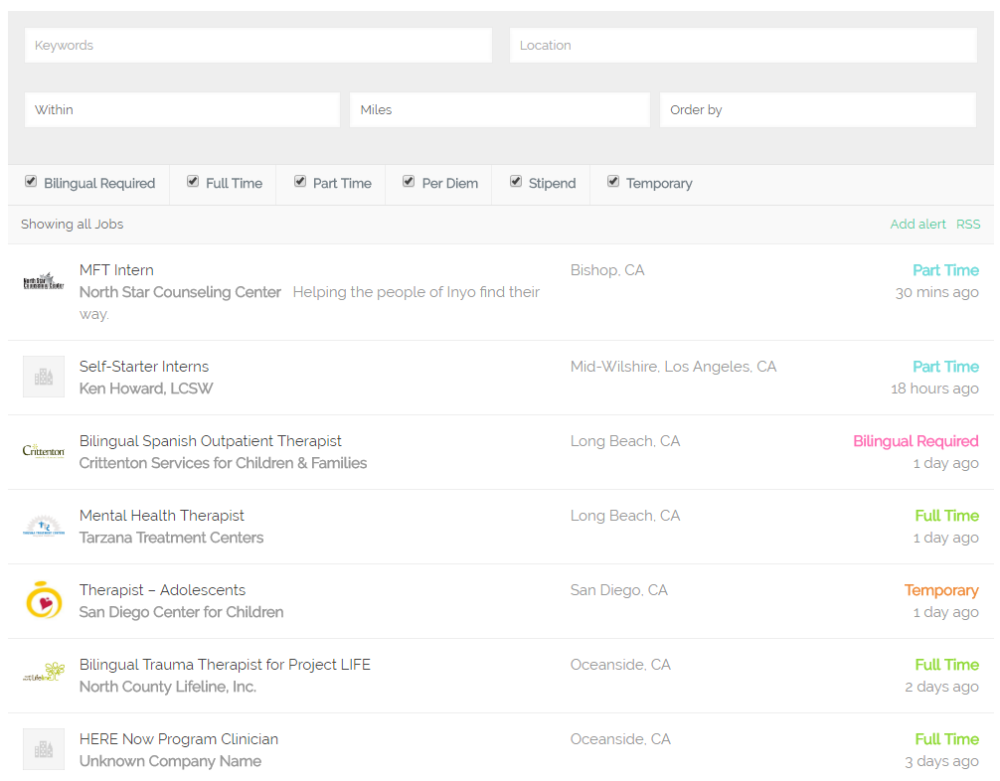 Keywords
Location
Within
Miles
Order by
Bilingual Required
Full Time
Part Time
Per Diem
Stipend
Temporary
Showing all Jobs
Add alert
RSS
North Star
Counseling Center
MFT Intern
North Star Counseling Center Helping the people of Inyo find their
way.
Bishop, CA
Part Time
30 mins ago
Self-Starter Interns
Ken Howard, LCSW
Mid-Wilshire, Los Angeles, CA
Part Time
18 hours ago
Crittenton
Bilingual Spanish Outpatient Therapist
Crittenton Services for Children & Families
Long Beach, CA
Bilingual Required
1 day ago
Mental Health Therapist
Tarzana Treatment Centers
Long Beach, CA
Full Time
1 day ago
Therapist – Adolescents
San Diego Center for Children
San Diego, CA
Temporary
1 day ago
Bilingual Trauma Therapist for Project LIFE
North County Lifeline, Inc.
Oceanside, CA
Full Time
2 days ago
HERE Now Program Clinician
Unknown Company Name
Oceanside, CA
Full Time
3 days ago